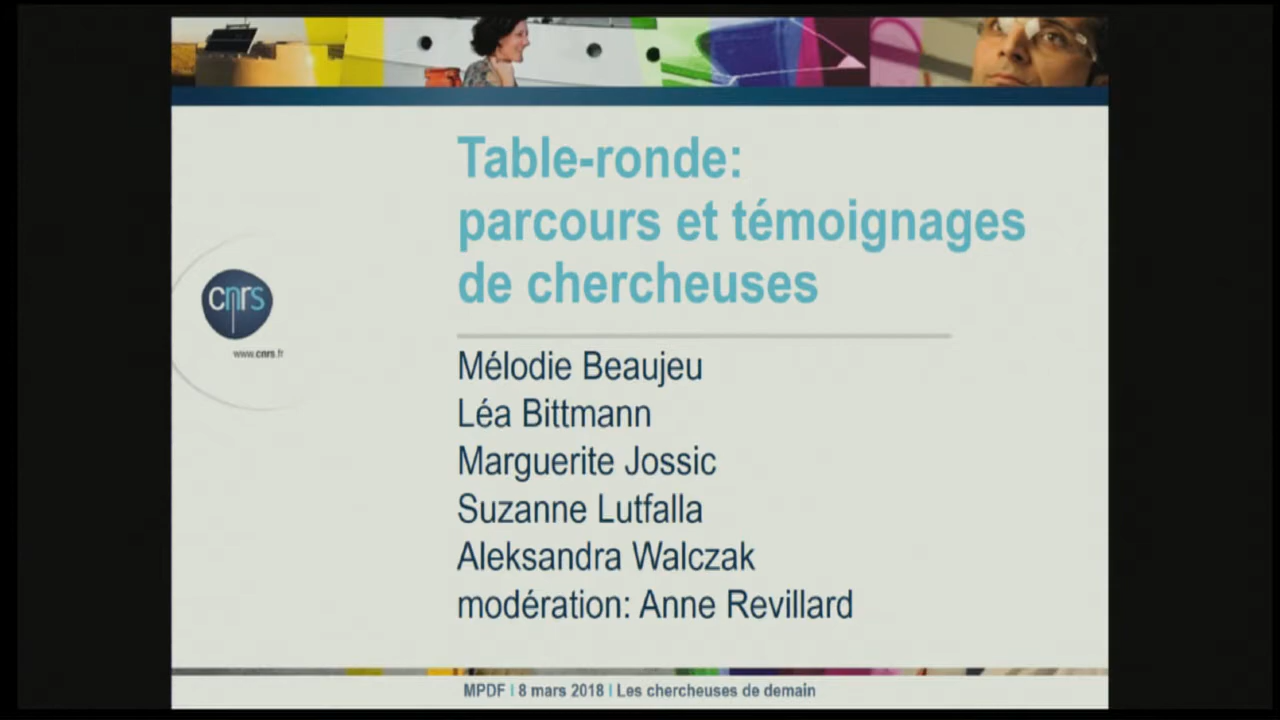 Table-ronde:
parcours et témoignages
de chercheuses
cnrs
www.cnrs.fr
Mélodie Beaujeu
Léa Bittmann
Marguerite Jossic
Suzanne Lutfalla
Aleksandra Walczak
modération: Anne Revillard
MPDF | 8 mars 2018 | Les chercheuses de demain